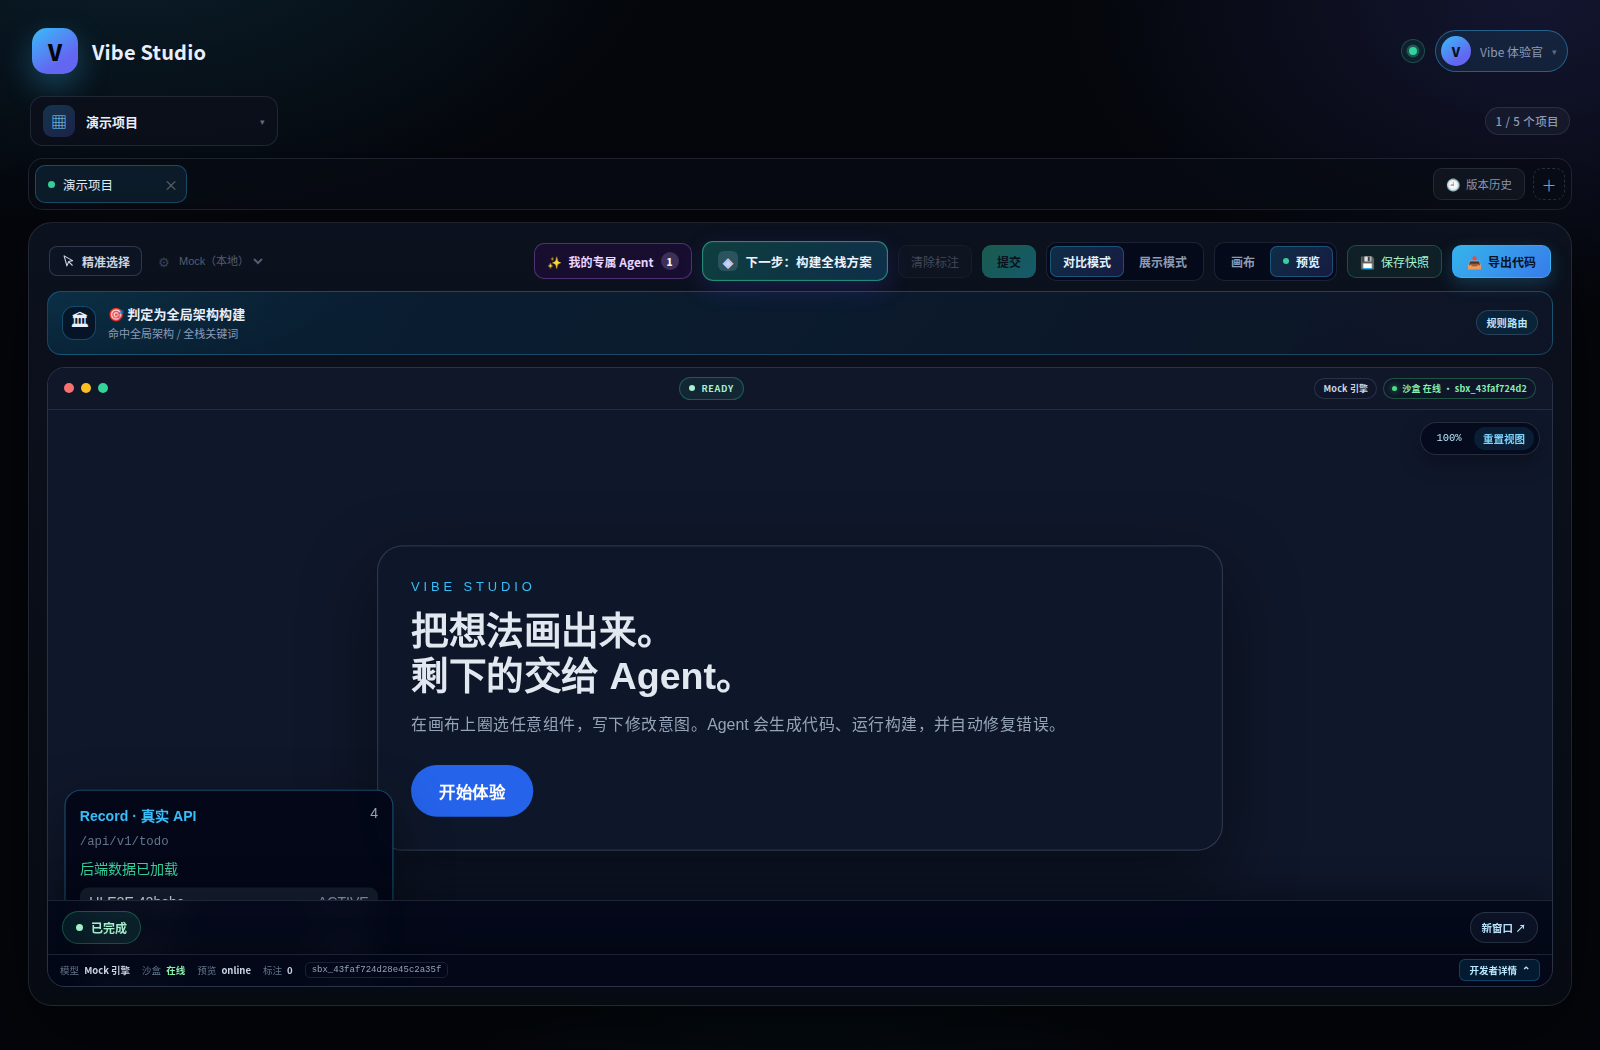 V
Vibe Studio
V
Vibe 体验官
演示项目
1 / 5 个项目
演示项目
版本历史
精准选择
Mock（本地）
我的专属 Agent
1
下一步：构建全栈方案
清除标注
提交
对比模式
展示模式
画布
预览
保存快照
导出代码
判定为全局架构构建
命中全局架构 / 全栈关键词
规则路由
READY
Mock 引擎
沙盒在线 · sbx_43faf724d2
100%
重置视图
VIBE STUDIO
把想法画出来。
剩下的交给 Agent。
在画布上圈选任意组件，写下修改意图。Agent 会生成代码、运行构建，并自动修复错误。
开始体验
Record · 真实 API
4
/api/v1/todo
后端数据已加载
已完成
新窗口 ↗
模型 Mock 引擎 沙盒 在线 预览 online 标注 0 sbx_43faf724d28e45c2a35f
开发者详情